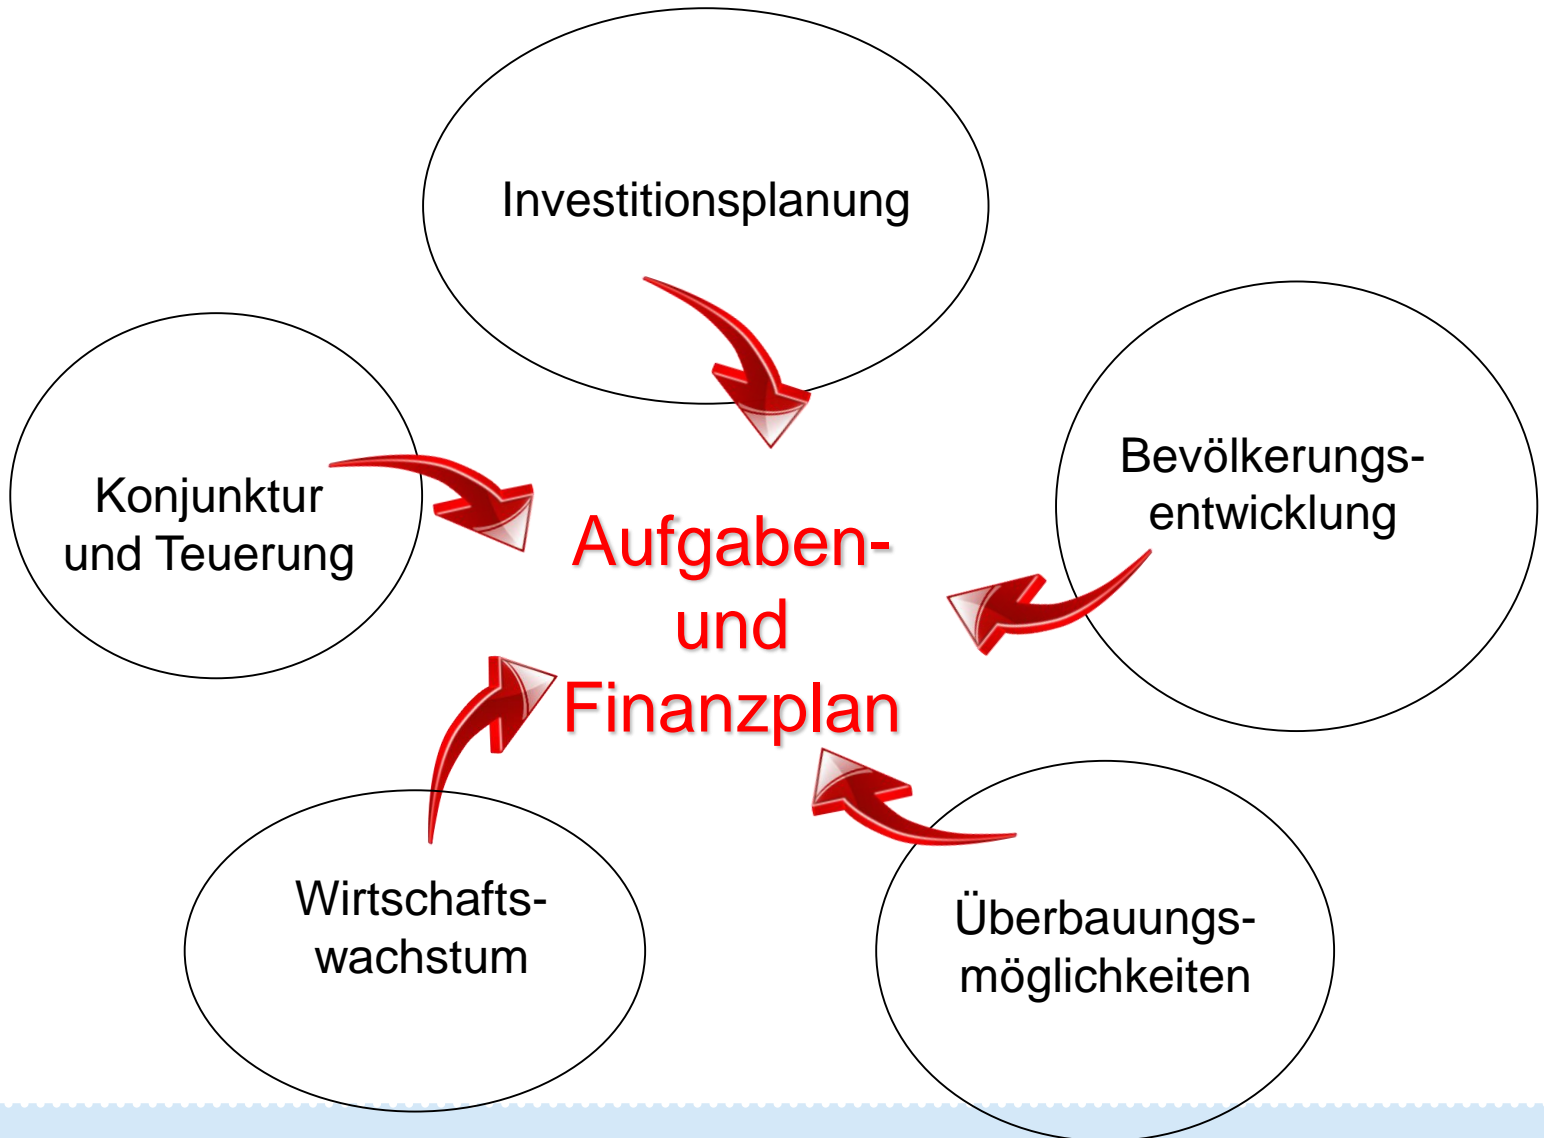 Investitionsplanung
Konjunktur
und Teuerung
Bevölkerungs-
entwicklung
Aufgaben-
und
Finanzplan
Wirtschafts-
wachstum
Überbauungs-
möglichkeiten